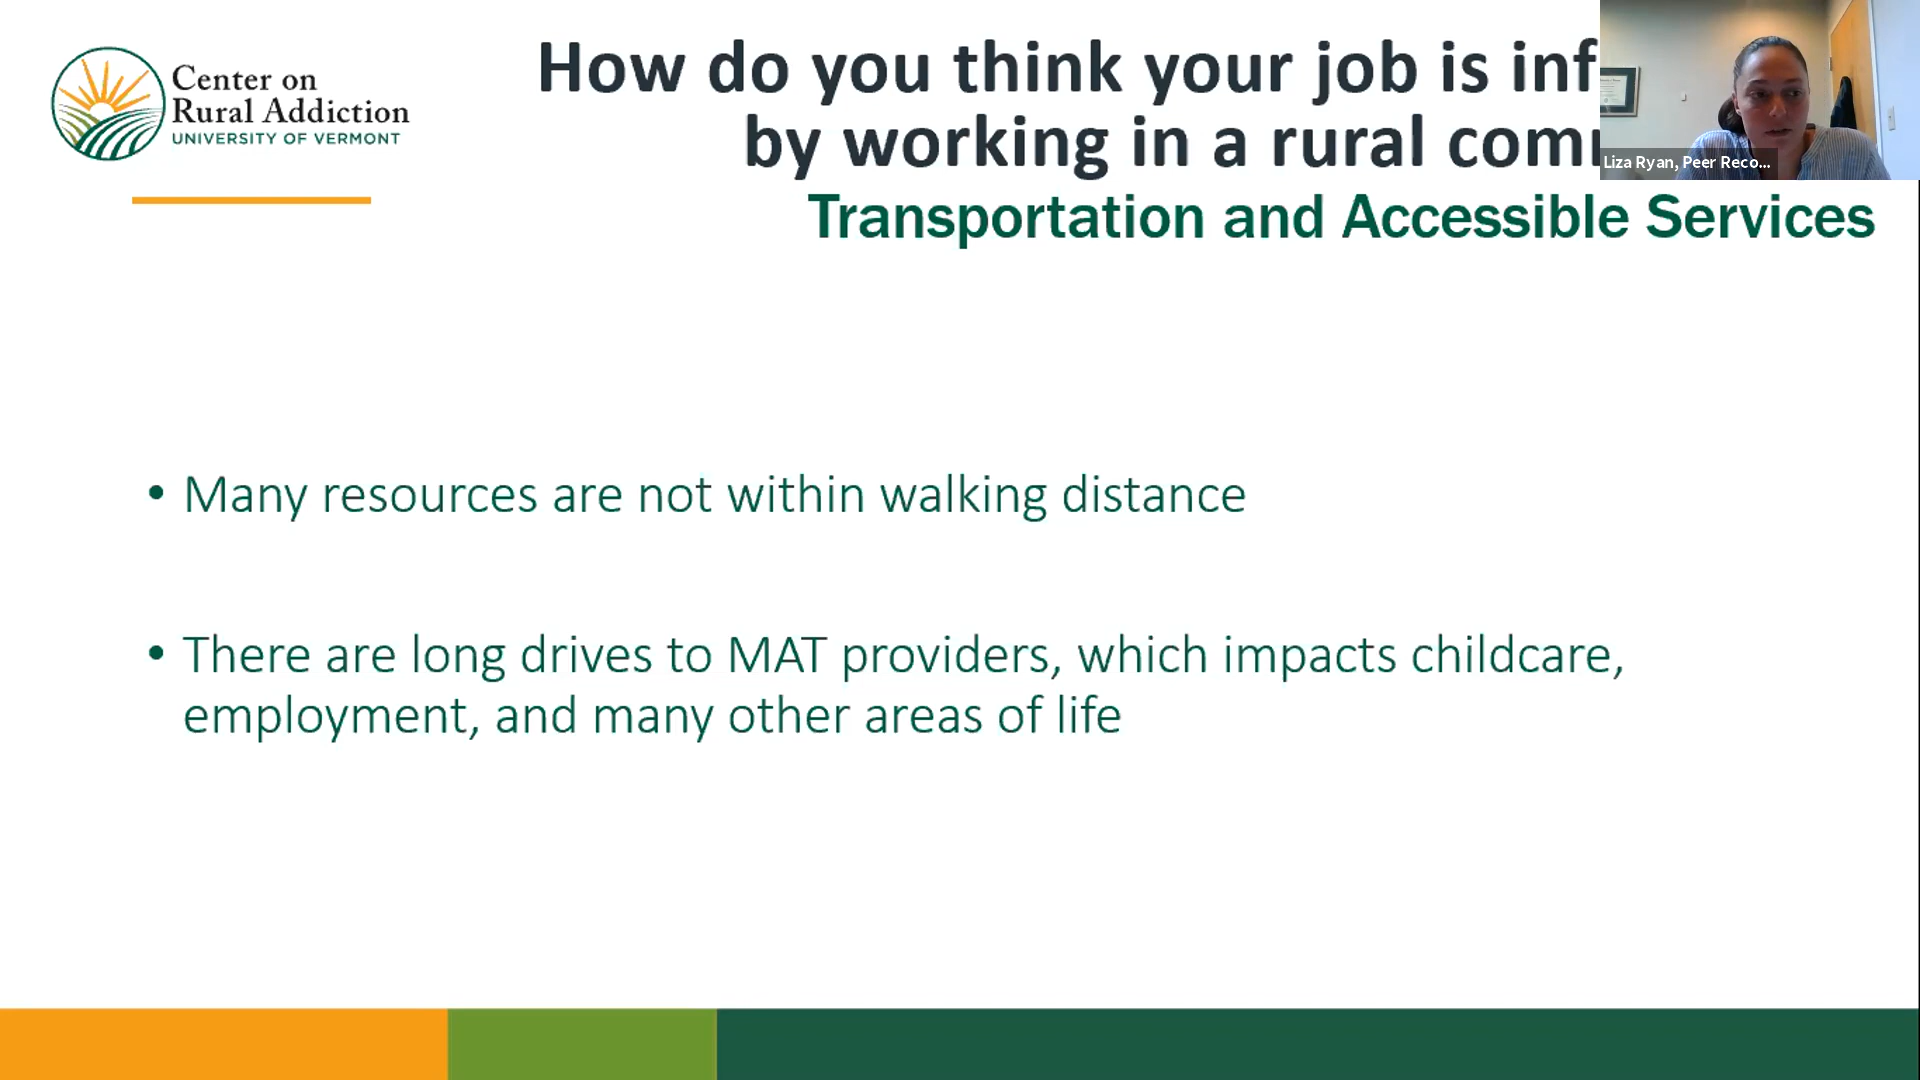 Center on
Rural Addiction
UNIVERSITY OF VERMONT
How do you think your job is inf
by working in a rural com
Transportation and Accessible Services
Liza Ryan, Peer Reco...
• Many resources are not within walking distance
• There are long drives to MAT providers, which impacts childcare,
employment, and many other areas of life